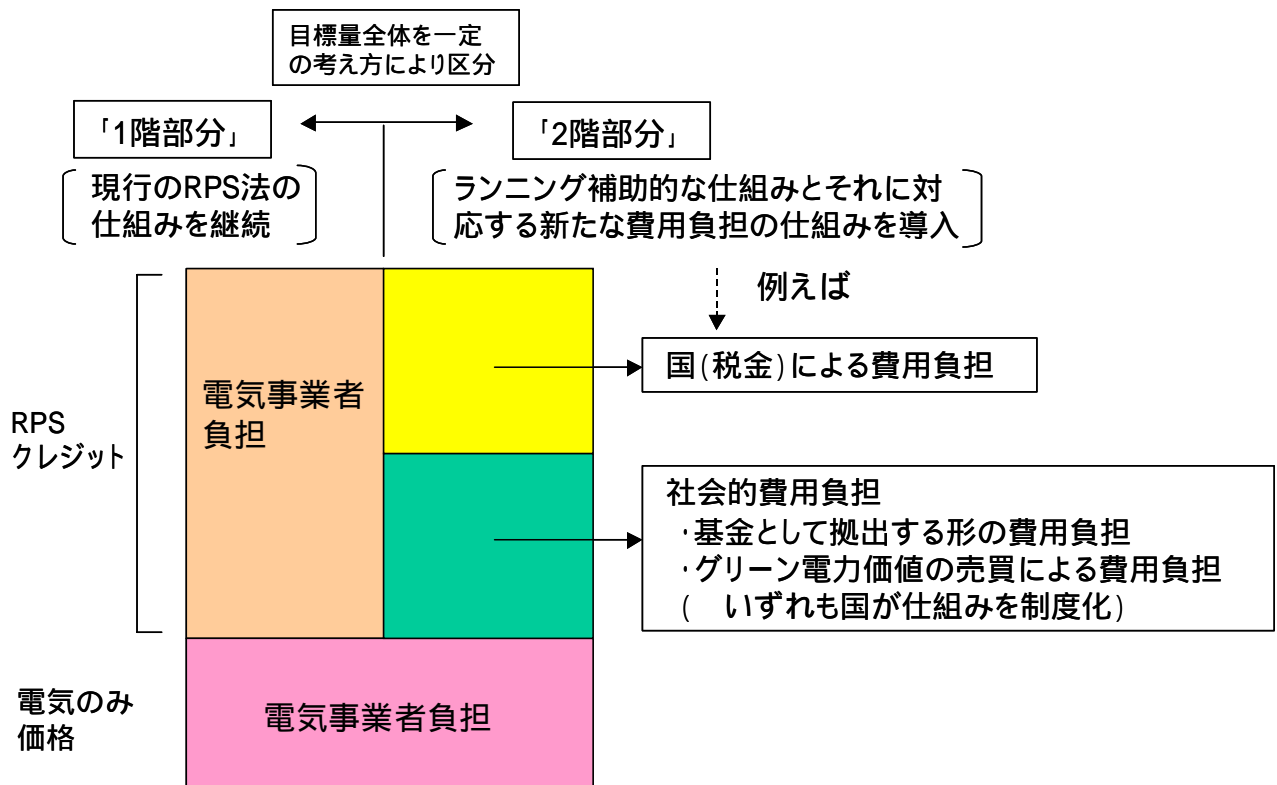 目標量全体を一定
の考え方により区分
「1階部分」
「2階部分」
現行のRPS法の
仕組みを継続
ランニング補助的な仕組みとそれに対
応する新たな費用負担の仕組みを導入
例えば
国(税金)による費用負担
電気事業者
負担
RPS
クレジット
社会的費用負担
・基金として拠出する形の費用負担
・グリーン電力価値の売買による費用負担
( いずれも国が仕組みを制度化)
電気のみ
価格
電気事業者負担